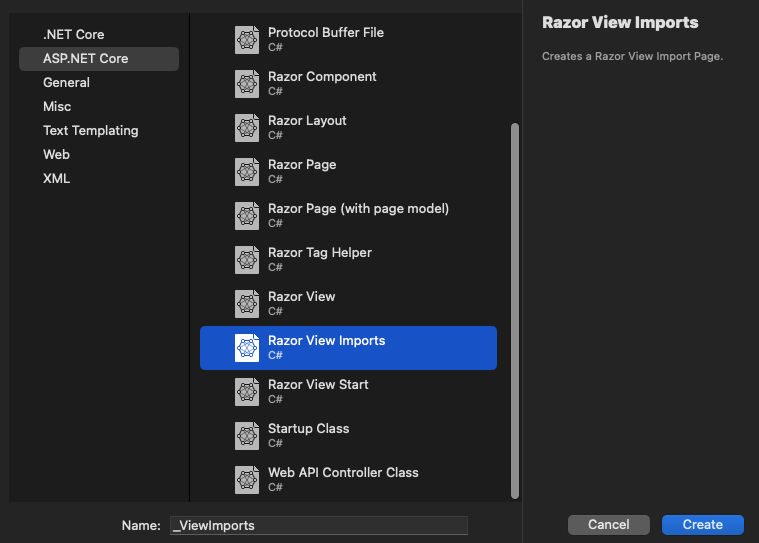 .NET Core
ASP.NET Core
General
Misc
Text Templating
Web
XML
Protocol Buffer File
C#
Razor Component
C#
Razor Layout
C#
Razor Page
C#
Razor Page (with page model)
C#
Razor Tag Helper
C#
Razor View
C#
Razor View Imports
C#
Razor View Start
C#
Startup Class
C#
Web API Controller Class
C#
Razor View Imports
Creates a Razor View Import Page.
Name: _ViewImports
Cancel Create